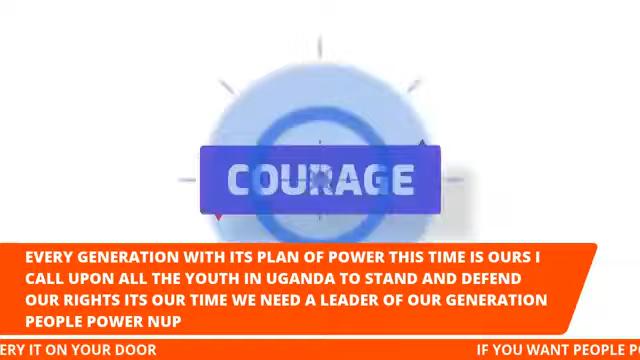 COURAGE
EVERY GENERATION WITH ITS PLAN OF POWER THIS TIME IS OURS I
CALL UPON ALL THE YOUTH IN UGANDA TO STAND AND DEFEND
OUR RIGHTS ITS OUR TIME WE NEED A LEADER OF OUR GENERATION
PEOPLE POWER NUP
ERY IT ON YOUR DOOR IF YOU WANT PEOPLE PO